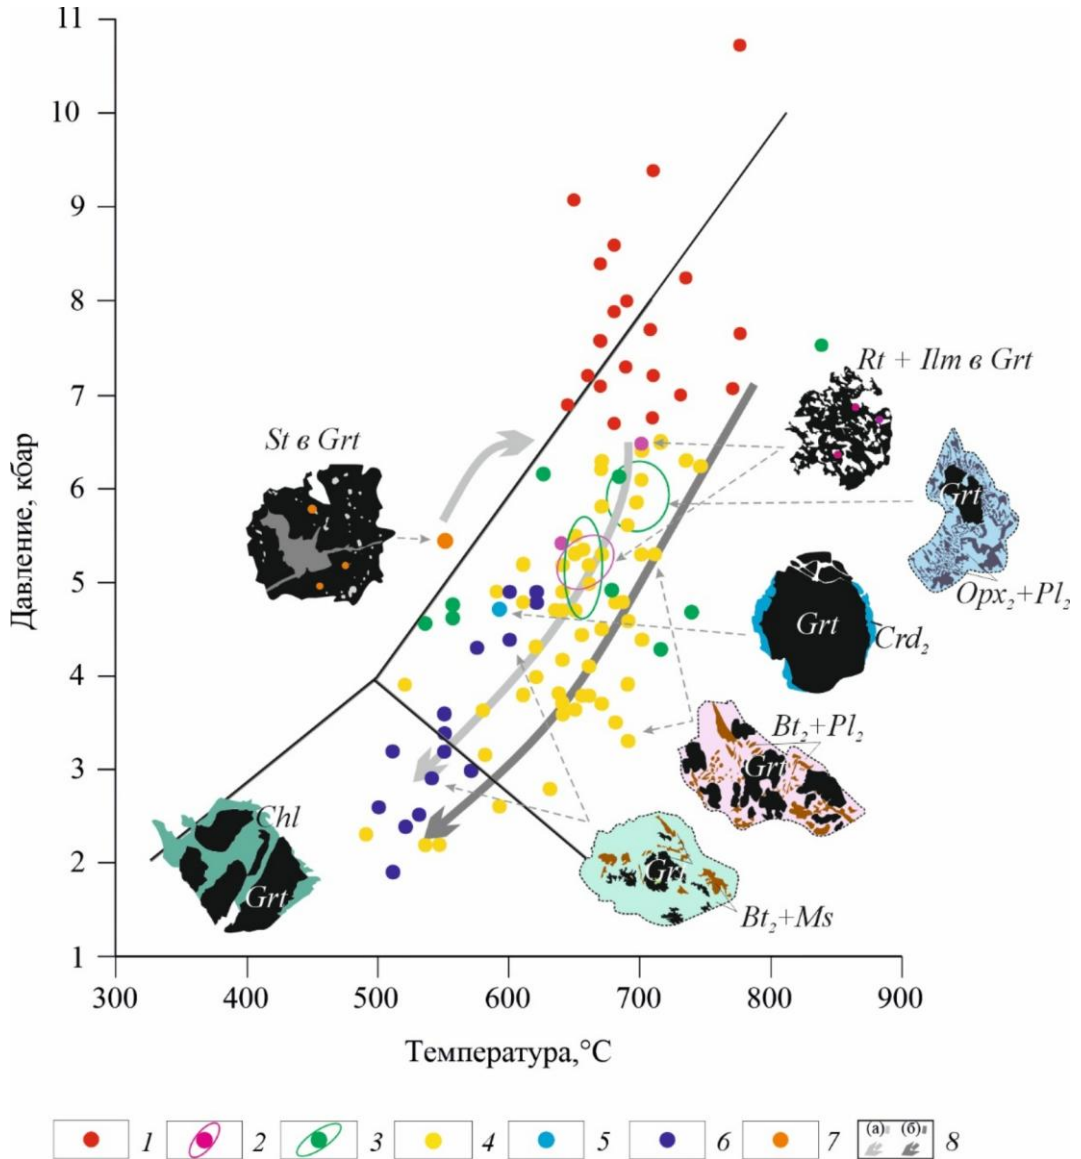 11
10
9
8
7
6
5
4
3
2
1
Давление, кбар
300
400
500
600
700
800
900
Температура,°C
St в Grt
Rt + Ilm в Grt
Grt
Opx₂+Pl₂
Grt
Crd₂
Bt₂+Pl₂
Grt
Chl
Grt
Grt
Bt₂+Ms
1 2 3 4 5 6 7 (а) (б) 8